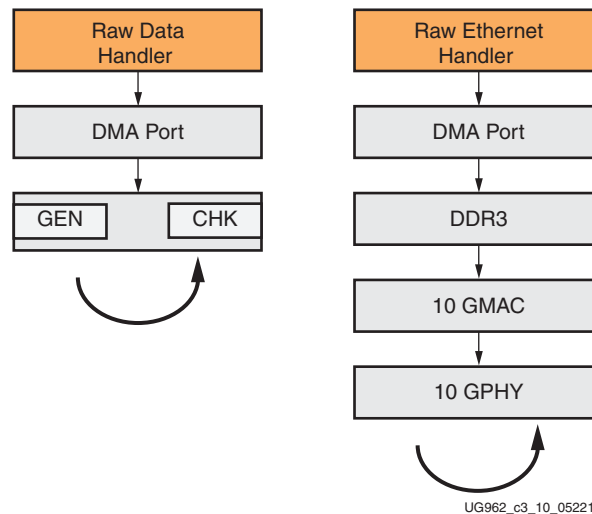 Raw Data
Handler
DMA Port
GEN
CHK
Raw Ethernet
Handler
DMA Port
DDR3
10 GMAC
10 GPHY
UG962_c3_10_05221